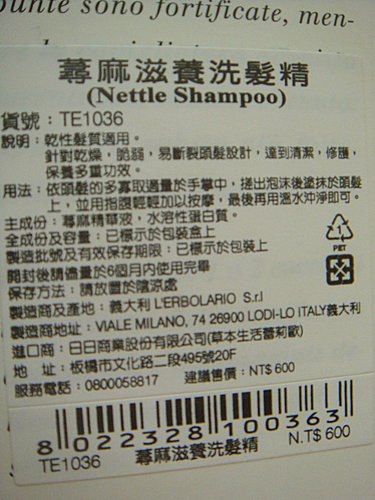 punte sono fortificate, men-
蕁麻滋養洗髮精
(Nettle Shampoo)
貨號：TE1036
說明：乾性髮質適用。
針對乾燥，脆弱，易斷裂頭髮設計，達到清潔，修護，
保養多重功效。
用法：依頭髮的多寡取適量於手掌中，搓出泡沫後塗抹於頭髮
上，並用指腹輕輕加以按摩，最後再用溫水沖淨即可。
主成份：蕁麻精華液，水溶性蛋白質。
全成份及容量：已標示於包裝盒上
製造批號及有效保存期限：已標示於包裝上
開封後請儘量於6個月內使用完畢
保存方法：請放置於陰涼處
PET
製造商及產地：義大利 L'ERBOLARIO S.r.l
製造商地址：VIALE MILANO, 74 26900 LODI-LO ITALY義大利
進口商：日日商業股份有限公司(草本生活蕾莉歐)
地 址：板橋市文化路二段495號20F
服務電話：0800058817 建議售價：NT$ 600
8 022328 100363
TE1036 蕁麻滋養洗髮精 N.T$ 600